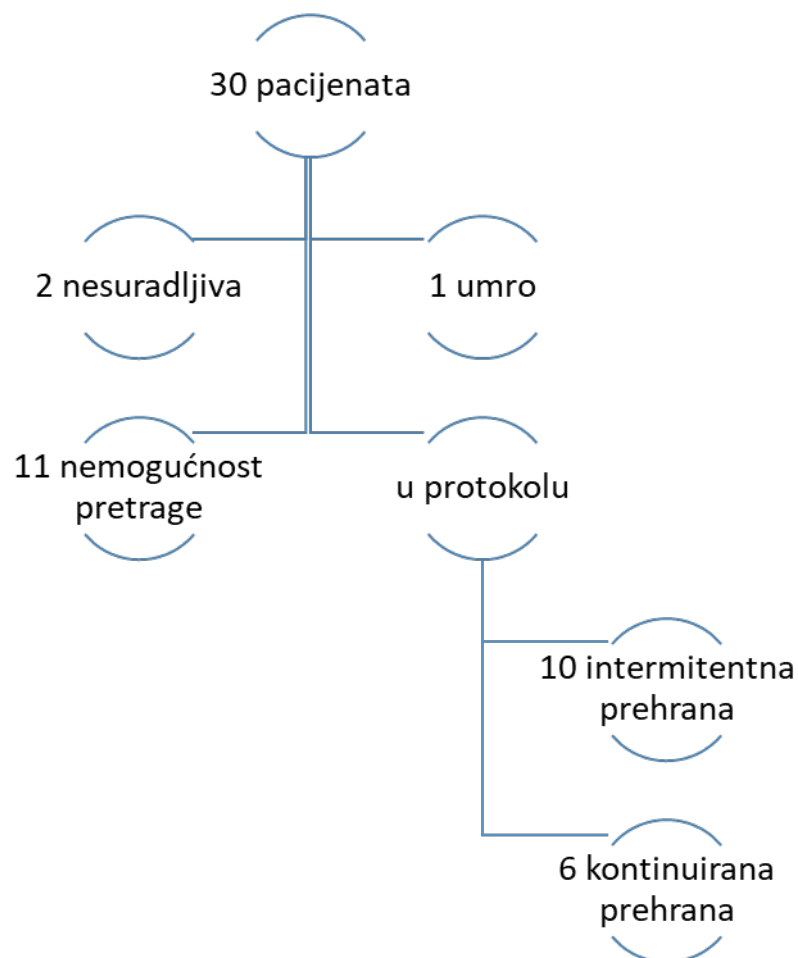 30 pacijenata
2 nesuradljiva
1 umro
11 nemogućnost
pretrage
u protokolu
10 intermitentna
prehrana
6 kontinuirana
prehrana